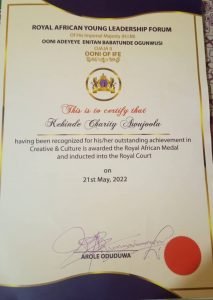 ROYAL AFRICAN YOUNG LEADERSHIP FORUM
Of His Imperial Majesty (H.I.M)
OONI ADEYEYE ENITAN BABATUNDE OGUNWUSI
OJAJA II
OONI OF IFE
This is to certify that
Kehinde Charity Awujoola
having been recognized for his/her outstanding achievement in
Creative & Culture is awarded the Royal African Medal
and inducted into the Royal Court
on
21st May, 2022
AROLE ODUDUWA